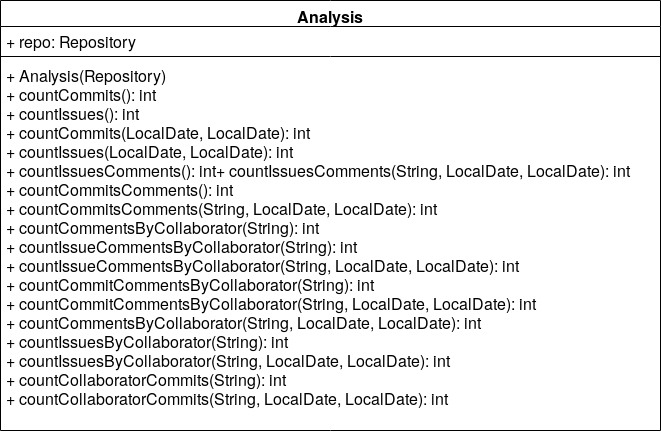 Analysis
+ repo: Repository
+ Analysis(Repository)
+ countCommits(): int
+ countIssues(): int
+ countCommits(LocalDate, LocalDate): int
+ countIssues(LocalDate, LocalDate): int
+ countIssuesComments(): int+ countIssuesComments(String, LocalDate, LocalDate): int
+ countCommitsComments(): int
+ countCommitsComments(String, LocalDate, LocalDate): int
+ countCommentsByCollaborator(String): int
+ countIssueCommentsByCollaborator(String): int
+ countIssueCommentsByCollaborator(String, LocalDate, LocalDate): int
+ countCommitCommentsByCollaborator(String): int
+ countCommitCommentsByCollaborator(String, LocalDate, LocalDate): int
+ countCommentsByCollaborator(String, LocalDate, LocalDate): int
+ countIssuesByCollaborator(String): int
+ countIssuesByCollaborator(String, LocalDate, LocalDate): int
+ countCollaboratorCommits(String): int
+ countCollaboratorCommits(String, LocalDate, LocalDate): int